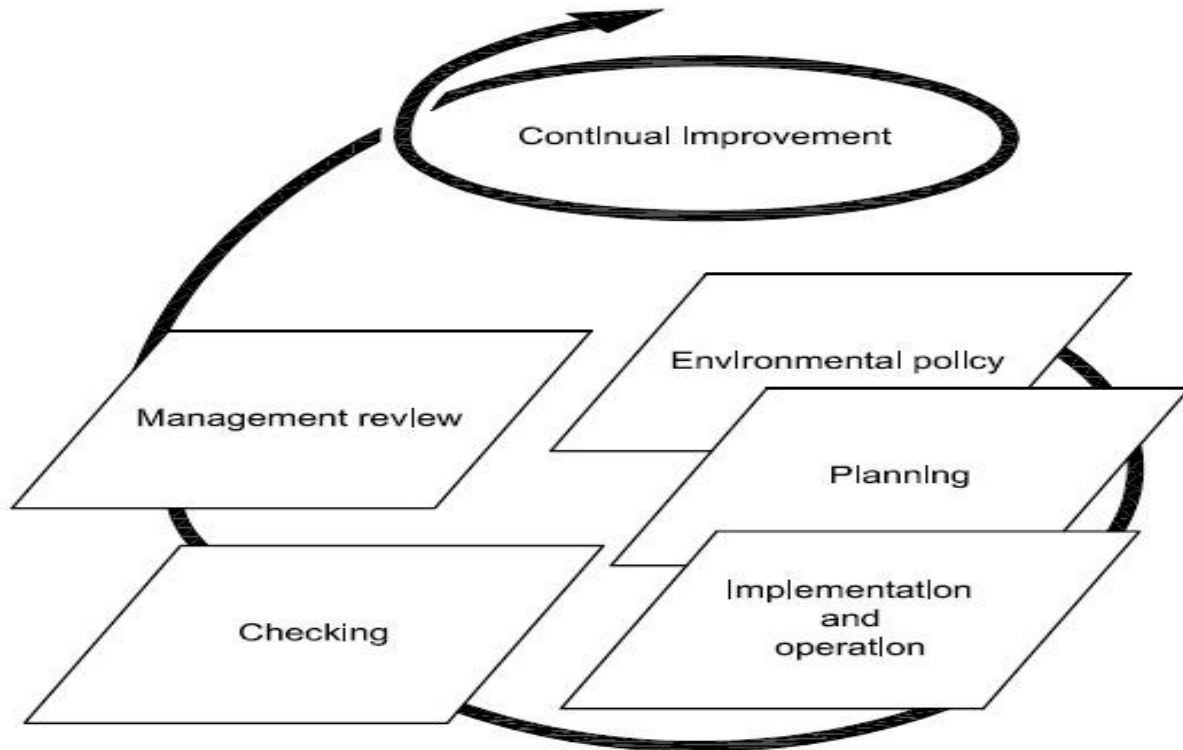 Continual Improvement
Environmental policy
Management review
Planning
Implementation
and
operation
Checking